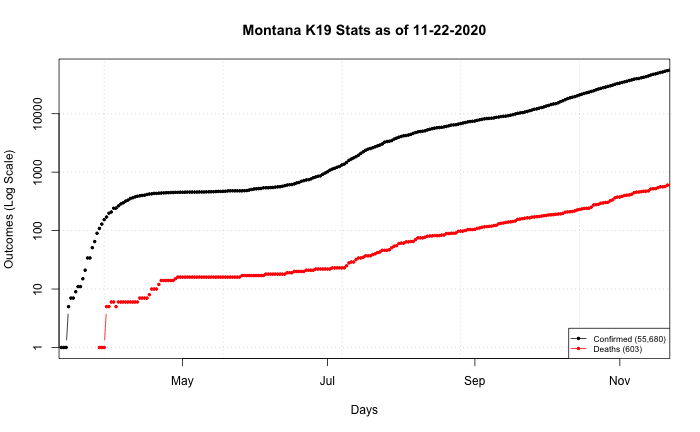 Montana K19 Stats as of 11-22-2020
Outcomes (Log Scale)
10000
1000
100
10
1
Confirmed (55,680)
Deaths (603)
May
Jul
Sep
Nov
Days